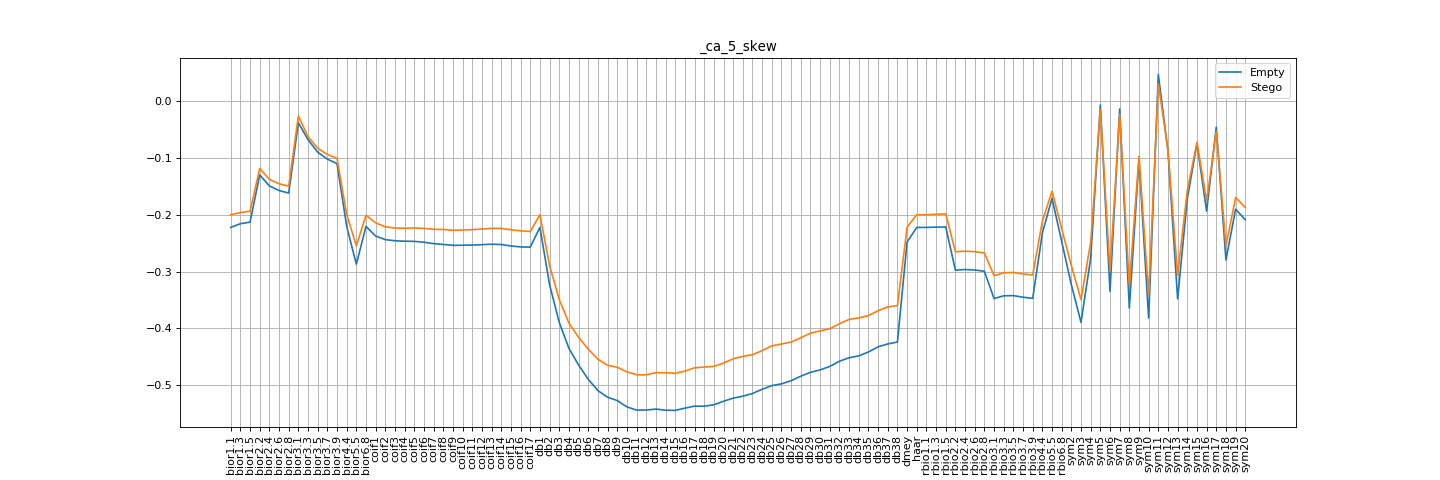 _ca_5_skew
Empty
Stego
0.0
−0.1
−0.2
−0.3
−0.4
−0.5
bior1.1
bior1.3
bior1.5
bior2.2
bior2.4
bior2.6
bior2.8
bior3.1
bior3.3
bior3.5
bior3.7
bior3.9
bior4.4
bior5.5
bior6.8
coif1
coif2
coif3
coif4
coif5
coif6
coif7
coif8
coif9
coif10
coif11
coif12
coif13
coif14
coif15
coif16
coif17
db1
db2
db3
db4
db5
db6
db7
db8
db9
db10
db11
db12
db13
db14
db15
db16
db17
db18
db19
db20
db21
db22
db23
db24
db25
db26
db27
db28
db29
db30
db31
db32
db33
db34
db35
db36
db37
db38
dmey
haar
rbio1.1
rbio1.3
rbio1.5
rbio2.2
rbio2.4
rbio2.6
rbio2.8
rbio3.1
rbio3.3
rbio3.5
rbio3.7
rbio3.9
rbio4.4
rbio5.5
rbio6.8
sym2
sym3
sym4
sym5
sym6
sym7
sym8
sym9
sym10
sym11
sym12
sym13
sym14
sym15
sym16
sym17
sym18
sym19
sym20